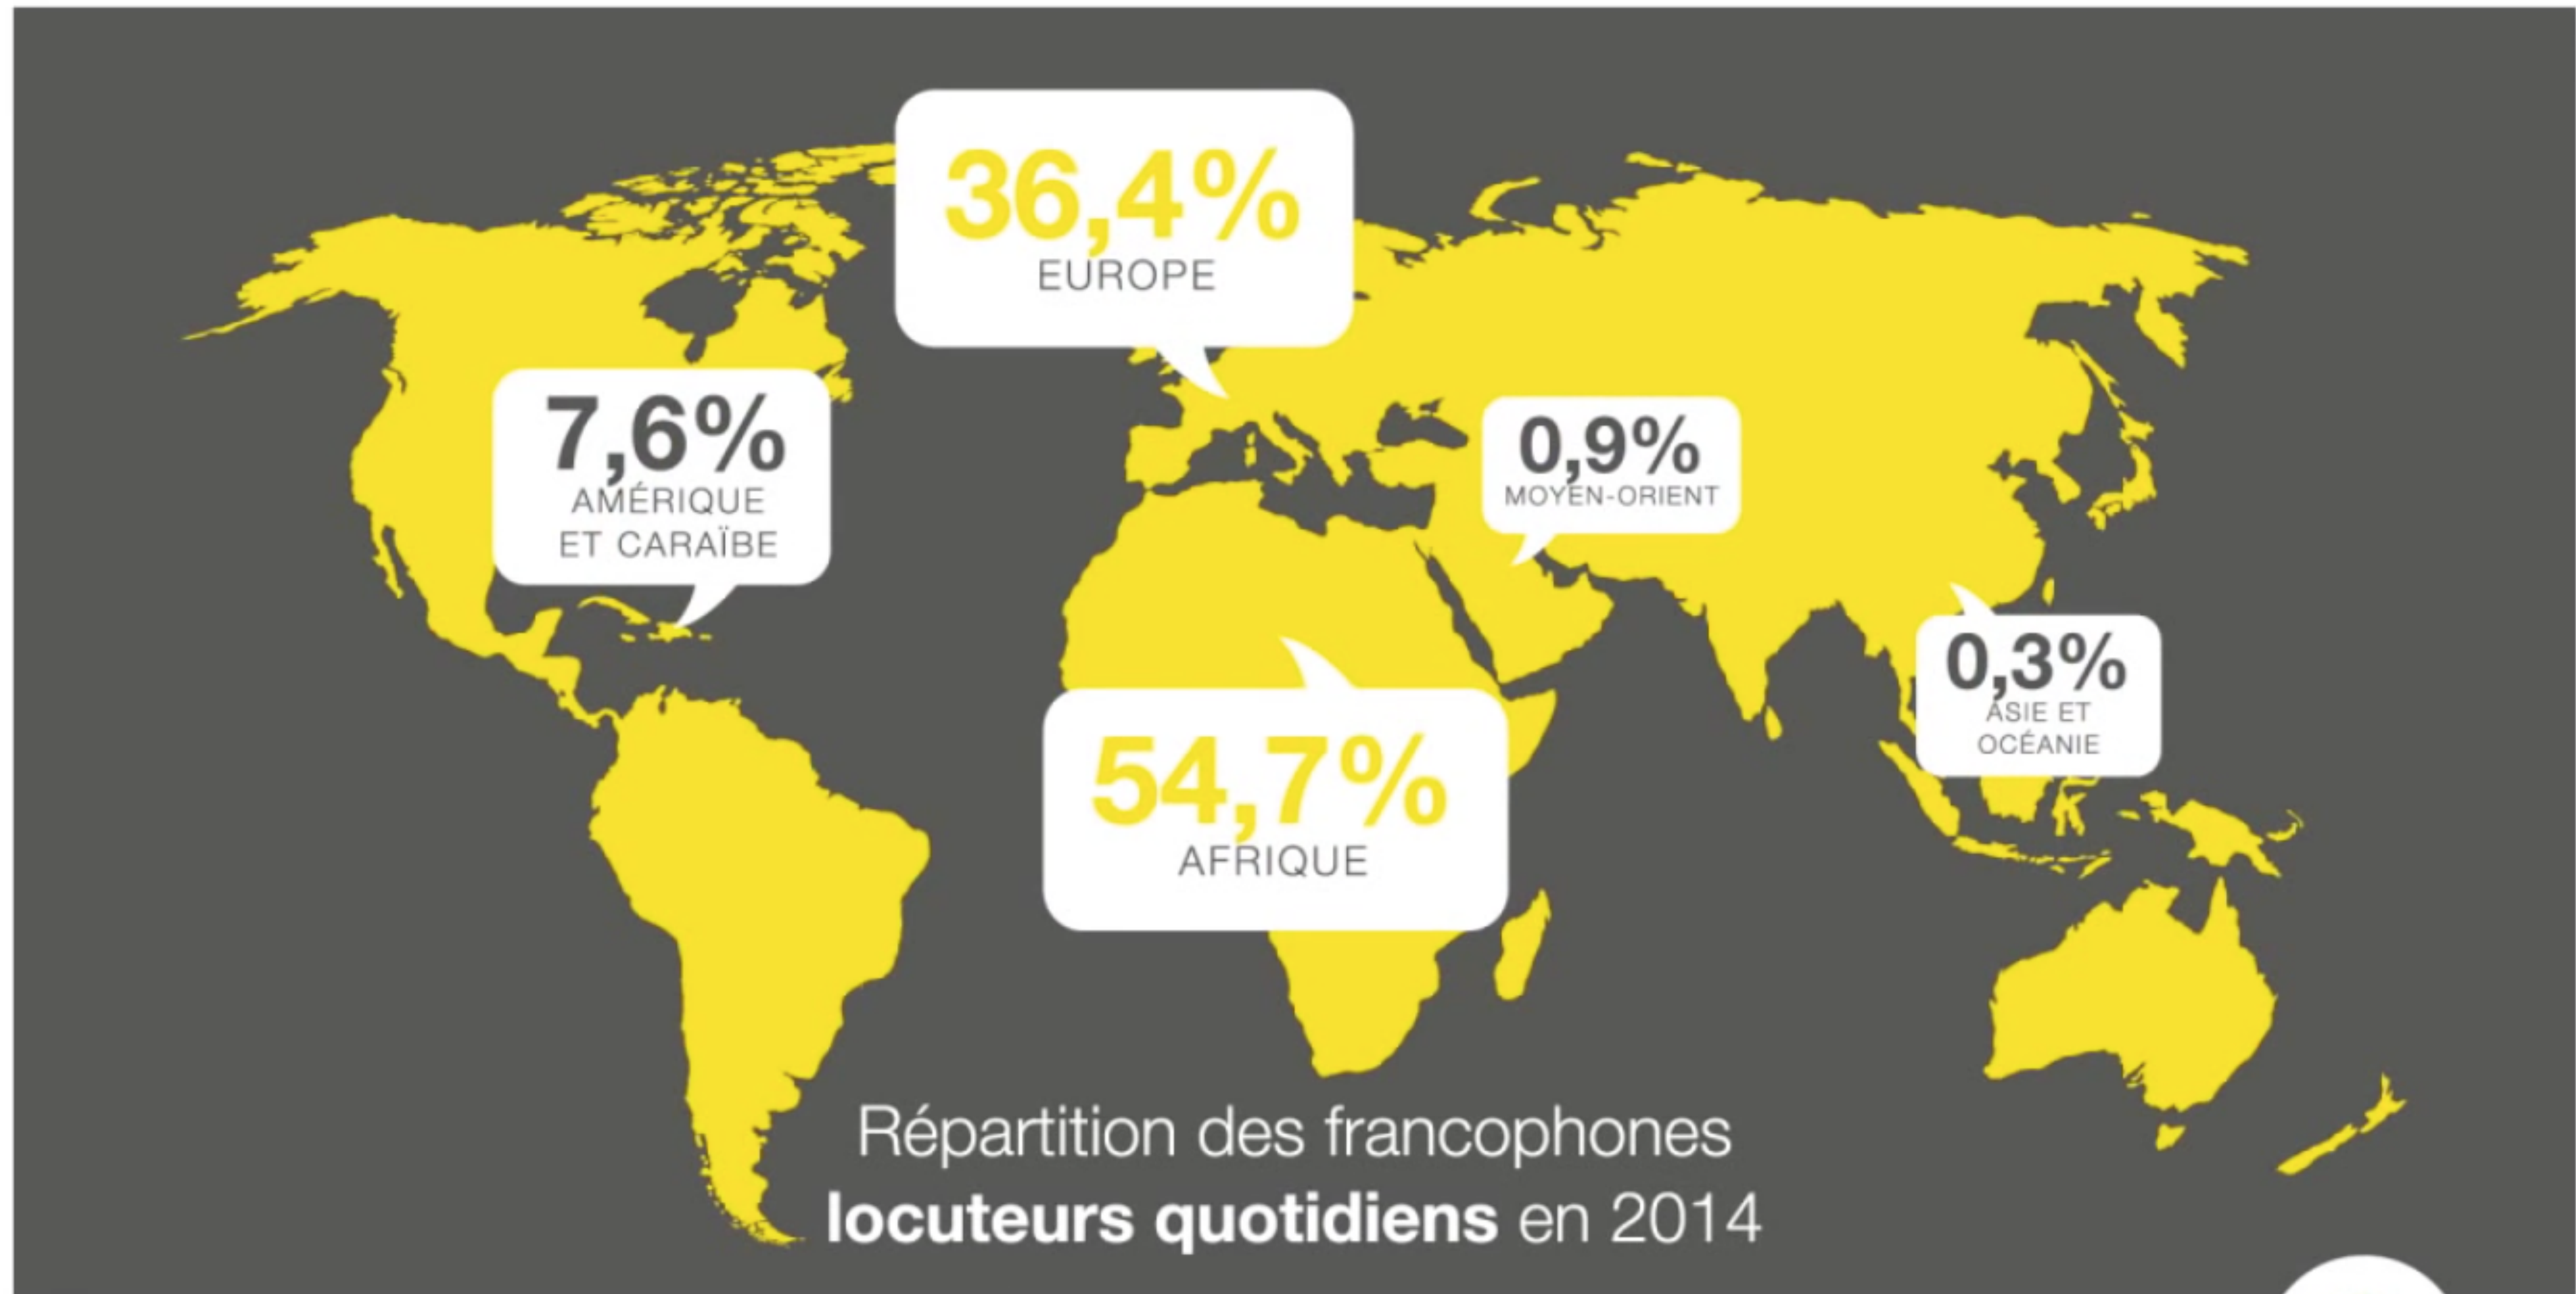 36,4%
EUROPE
7,6%
AMÉRIQUE
ET CARAÏBE
0,9%
MOYEN-ORIENT
0,3%
ASIE ET
OCÉANIE
54,7%
AFRIQUE
Répartition des francophones
locuteurs quotidiens en 2014